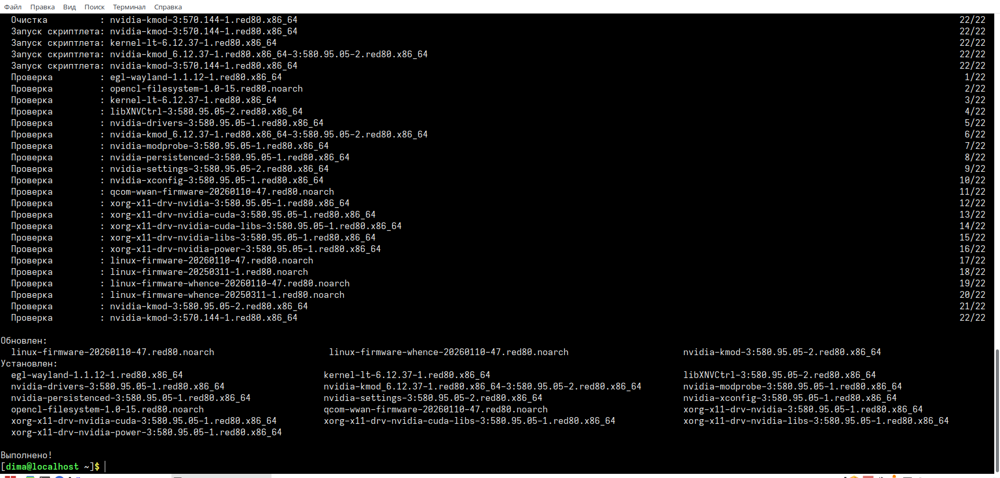 Файл Правка Вид Поиск Терминал Справка
Очистка : nvidia-kmod-3:570.144-1.red80.x86_64 22/22
Запуск скриптлета: nvidia-kmod-3:570.144-1.red80.x86_64 22/22
Запуск скриптлета: kernel-lt-6.12.37-1.red80.x86_64 22/22
Запуск скриптлета: nvidia-kmod_6.12.37-1.red80.x86_64-3:580.95.05-2.red80.x86_64 22/22
Запуск скриптлета: nvidia-kmod-3:570.144-1.red80.x86_64 22/22
Проверка : egl-wayland-1.1.12-1.red80.x86_64 1/22
Проверка : opencl-filesystem-1.0-15.red80.noarch 2/22
Проверка : kernel-lt-6.12.37-1.red80.x86_64 3/22
Проверка : libXNVCtrl-3:580.95.05-2.red80.x86_64 4/22
Проверка : nvidia-drivers-3:580.95.05-1.red80.x86_64 5/22
Проверка : nvidia-kmod_6.12.37-1.red80.x86_64-3:580.95.05-2.red80.x86_64 6/22
Проверка : nvidia-modprobe-3:580.95.05-1.red80.x86_64 7/22
Проверка : nvidia-persistenced-3:580.95.05-1.red80.x86_64 8/22
Проверка : nvidia-settings-3:580.95.05-2.red80.x86_64 9/22
Проверка : nvidia-xconfig-3:580.95.05-1.red80.x86_64 10/22
Проверка : qcom-wwan-firmware-20260110-47.red80.noarch 11/22
Проверка : xorg-x11-drv-nvidia-3:580.95.05-1.red80.x86_64 12/22
Проверка : xorg-x11-drv-nvidia-cuda-3:580.95.05-1.red80.x86_64 13/22
Проверка : xorg-x11-drv-nvidia-cuda-libs-3:580.95.05-1.red80.x86_64 14/22
Проверка : xorg-x11-drv-nvidia-libs-3:580.95.05-1.red80.x86_64 15/22
Проверка : xorg-x11-drv-nvidia-power-3:580.95.05-1.red80.x86_64 16/22
Проверка : linux-firmware-20260110-47.red80.noarch 17/22
Проверка : linux-firmware-20250311-1.red80.noarch 18/22
Проверка : linux-firmware-whence-20260110-47.red80.noarch 19/22
Проверка : linux-firmware-whence-20250311-1.red80.noarch 20/22
Проверка : nvidia-kmod-3:580.95.05-2.red80.x86_64 21/22
Проверка : nvidia-kmod-3:570.144-1.red80.x86_64 22/22
Обновлен:
linux-firmware-20260110-47.red80.noarch linux-firmware-whence-20260110-47.red80.noarch nvidia-kmod-3:580.95.05-2.red80.x86_64
Установлен:
egl-wayland-1.1.12-1.red80.x86_64 kernel-lt-6.12.37-1.red80.x86_64 libXNVCtrl-3:580.95.05-2.red80.x86_64
nvidia-drivers-3:580.95.05-1.red80.x86_64 nvidia-kmod_6.12.37-1.red80.x86_64-3:580.95.05-2.red80.x86_64 nvidia-modprobe-3:580.95.05-1.red80.x86_64
nvidia-persistenced-3:580.95.05-1.red80.x86_64 nvidia-settings-3:580.95.05-2.red80.x86_64 nvidia-xconfig-3:580.95.05-1.red80.x86_64
opencl-filesystem-1.0-15.red80.noarch qcom-wwan-firmware-20260110-47.red80.noarch xorg-x11-drv-nvidia-3:580.95.05-1.red80.x86_64
xorg-x11-drv-nvidia-cuda-3:580.95.05-1.red80.x86_64 xorg-x11-drv-nvidia-cuda-libs-3:580.95.05-1.red80.x86_64 xorg-x11-drv-nvidia-libs-3:580.95.05-1.red80.x86_64
xorg-x11-drv-nvidia-power-3:580.95.05-1.red80.x86_64
Выполнено!
[dima@localhost ~]$